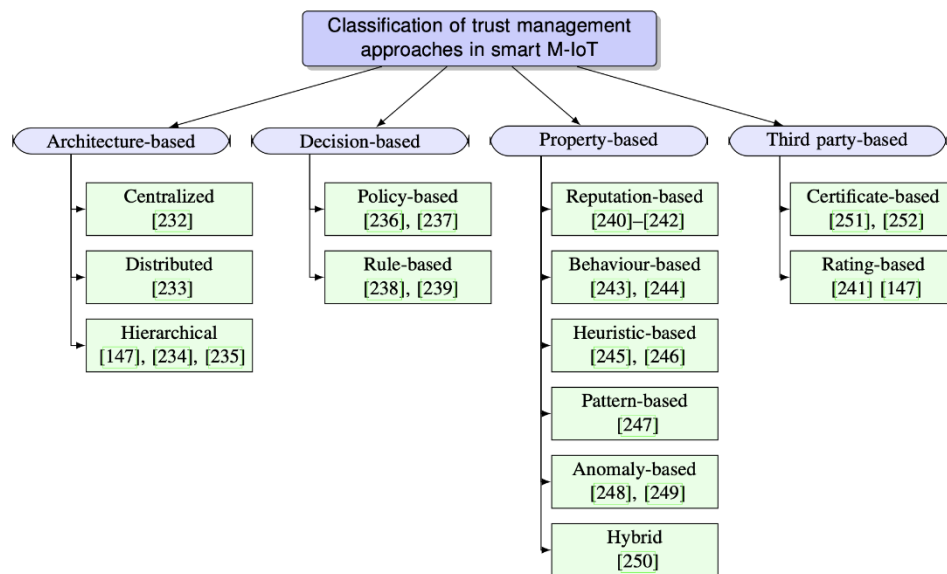 Classification of trust management
approaches in smart M-IoT
Architecture-based
Centralized
[232]
Distributed
[233]
Hierarchical
[147], [234], [235]
Decision-based
Policy-based
[236], [237]
Rule-based
[238], [239]
Property-based
Reputation-based
[240]–[242]
Behaviour-based
[243], [244]
Heuristic-based
[245], [246]
Pattern-based
[247]
Anomaly-based
[248], [249]
Hybrid
[250]
Third party-based
Certificate-based
[251], [252]
Rating-based
[241] [147]